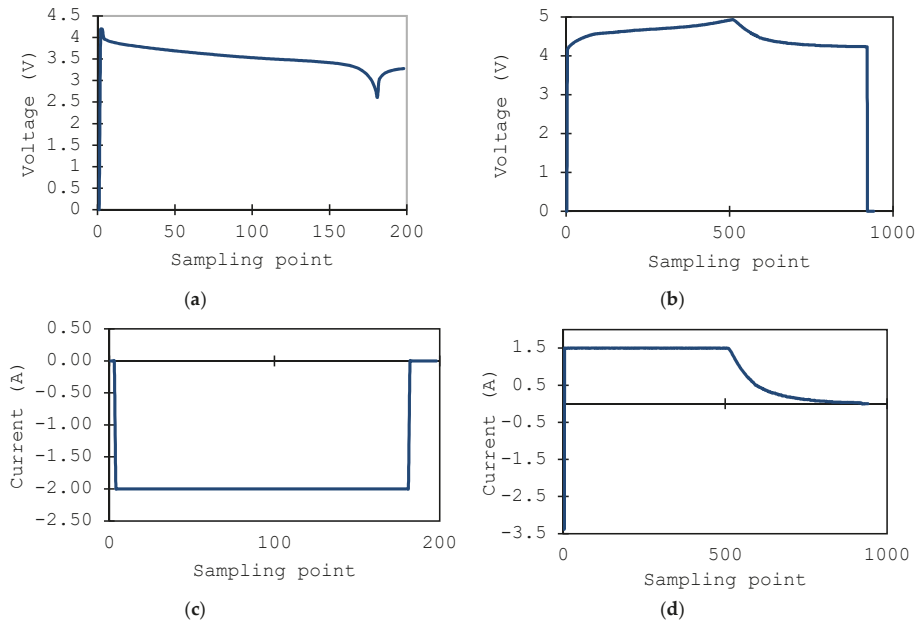 4.5
4
3.5
3
2.5
2
1.5
1
0.5
0
Voltage (V)
0 50 100 150 200
Sampling point
(a)
5
4
3
2
1
0
Voltage (V)
0 500 1000
Sampling point
(b)
0.50
0.00
−0.50
−1.00
−1.50
−2.00
−2.50
Current (A)
0 100 200
Sampling point
(c)
1.5
0.5
−0.5
−1.5
−2.5
−3.5
Current (A)
0 500 1000
Sampling point
(d)